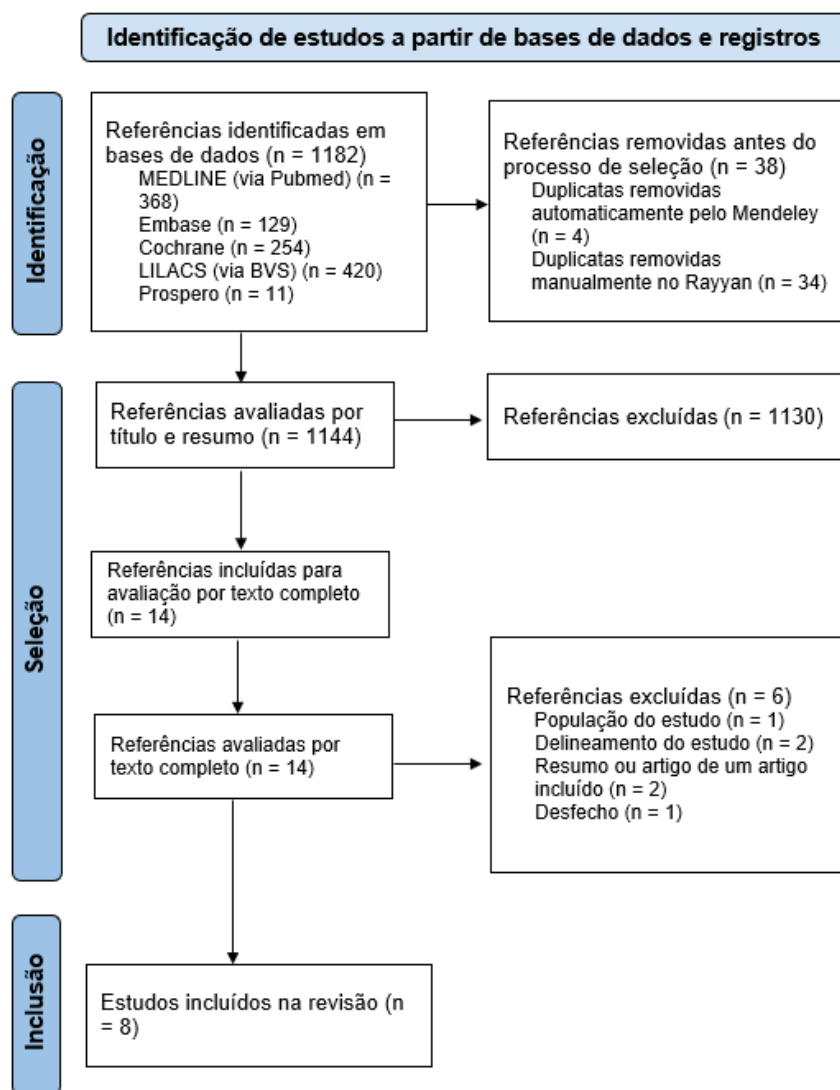 Identificação de estudos a partir de bases de dados e registros
Identificação
Referências identificadas em
bases de dados (n = 1182)
MEDLINE (via Pubmed) (n =
368)
Embase (n = 129)
Cochrane (n = 254)
LILACS (via BVS) (n = 420)
Prospero (n = 11)
Referências removidas antes do
processo de seleção (n = 38)
Duplicatas removidas
automaticamente pelo Mendeley
(n = 4)
Duplicatas removidas
manualmente no Rayyan (n = 34)
Seleção
Referências avaliadas por
título e resumo (n = 1144)
Referências excluídas (n = 1130)
Referências incluídas para
avaliação por texto completo
(n = 14)
Referências avaliadas por
texto completo (n = 14)
Referências excluídas (n = 6)
População do estudo (n = 1)
Delineamento do estudo (n = 2)
Resumo ou artigo de um artigo
incluído (n = 2)
Desfecho (n = 1)
Inclusão
Estudos incluídos na revisão (n
= 8)